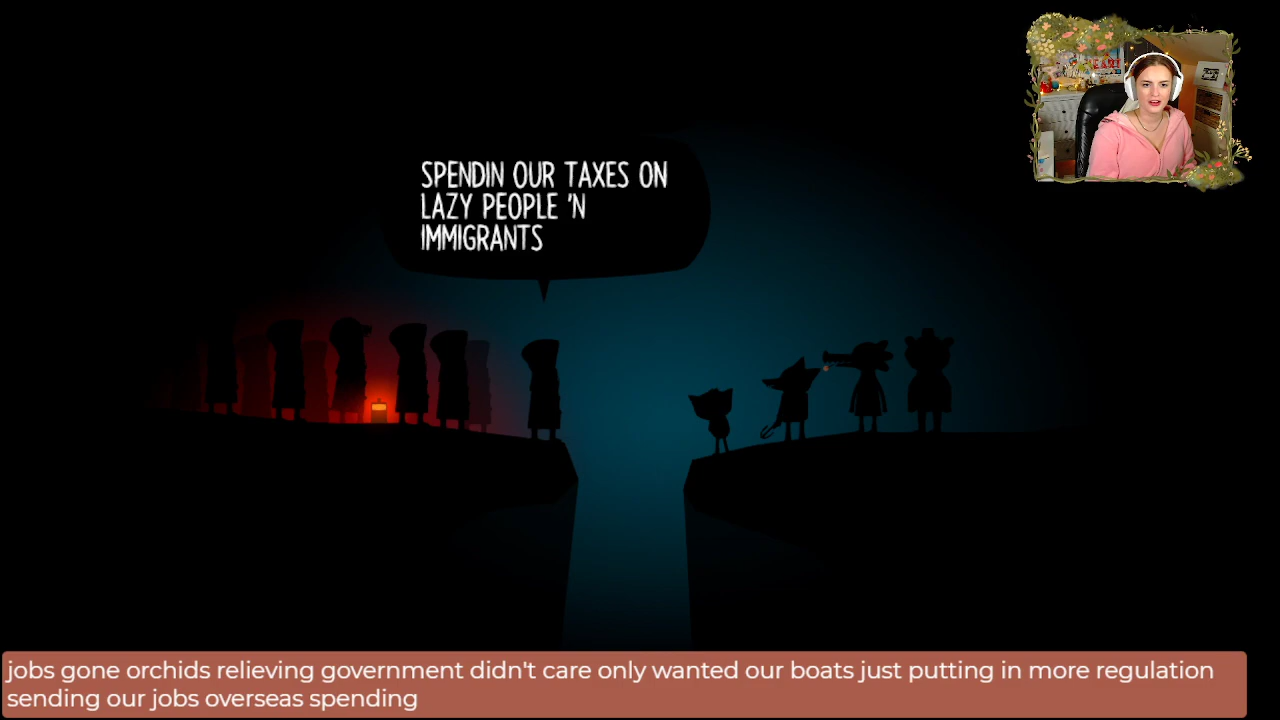 SPENDIN OUR TAXES ON
LAZY PEOPLE 'N
IMMIGRANTS
jobs gone orchids relieving government didn't care only wanted our boats just putting in more regulation
sending our jobs overseas spending